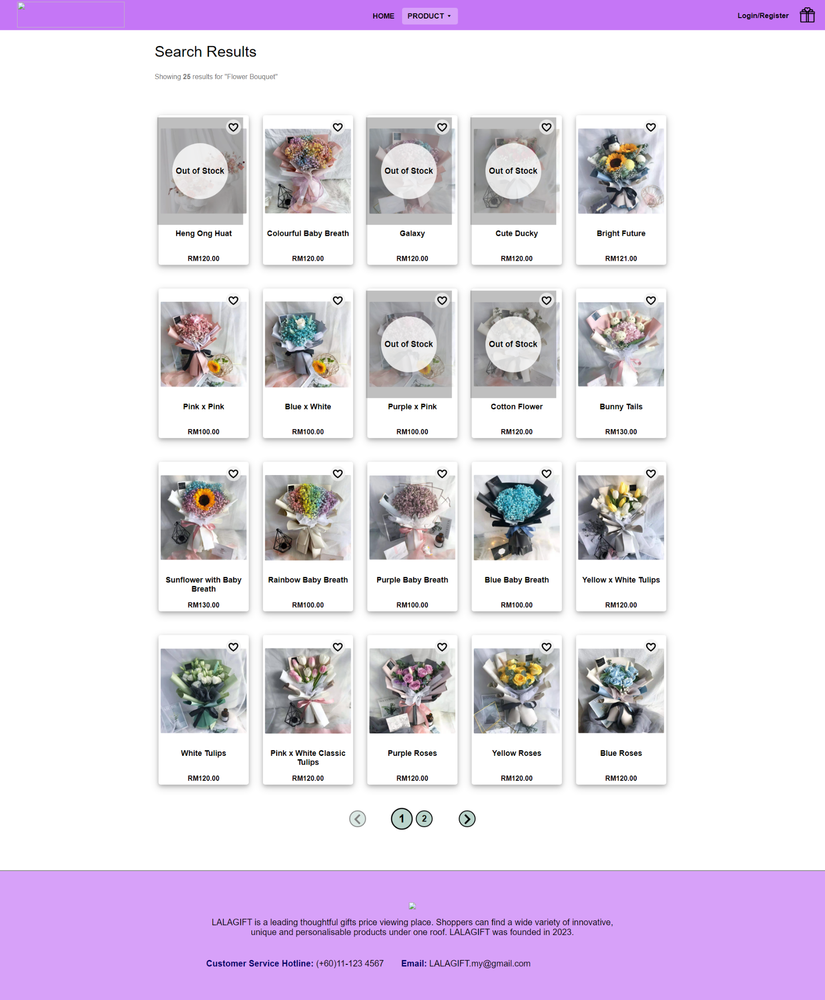 HOME
PRODUCT
Login/Register
Search Results
Showing 25 results for "Flower Bouquet"
Out of Stock
Out of Stock
Out of Stock
Heng Ong Huat
Colourful Baby Breath
Galaxy
Cute Ducky
Bright Future
RM120.00
RM120.00
RM120.00
RM120.00
RM121.00
Out of Stock
Out of Stock
Pink x Pink
Blue x White
Purple x Pink
Cotton Flower
Bunny Tails
RM100.00
RM100.00
RM100.00
RM120.00
RM130.00
Sunflower with Baby
Breath
Rainbow Baby Breath
Purple Baby Breath
Blue Baby Breath
Yellow x White Tulips
RM130.00
RM100.00
RM100.00
RM100.00
RM120.00
White Tulips
Pink x White Classic
Tulips
Purple Roses
Yellow Roses
Blue Roses
RM120.00
RM120.00
RM120.00
RM120.00
RM120.00
1
2
LALAGIFT is a leading thoughtful gifts price viewing place. Shoppers can find a wide variety of innovative,
unique and personalisable products under one roof. LALAGIFT was founded in 2023.
Customer Service Hotline: (+60)11-123 4567
Email: LALAGIFT.my@gmail.com